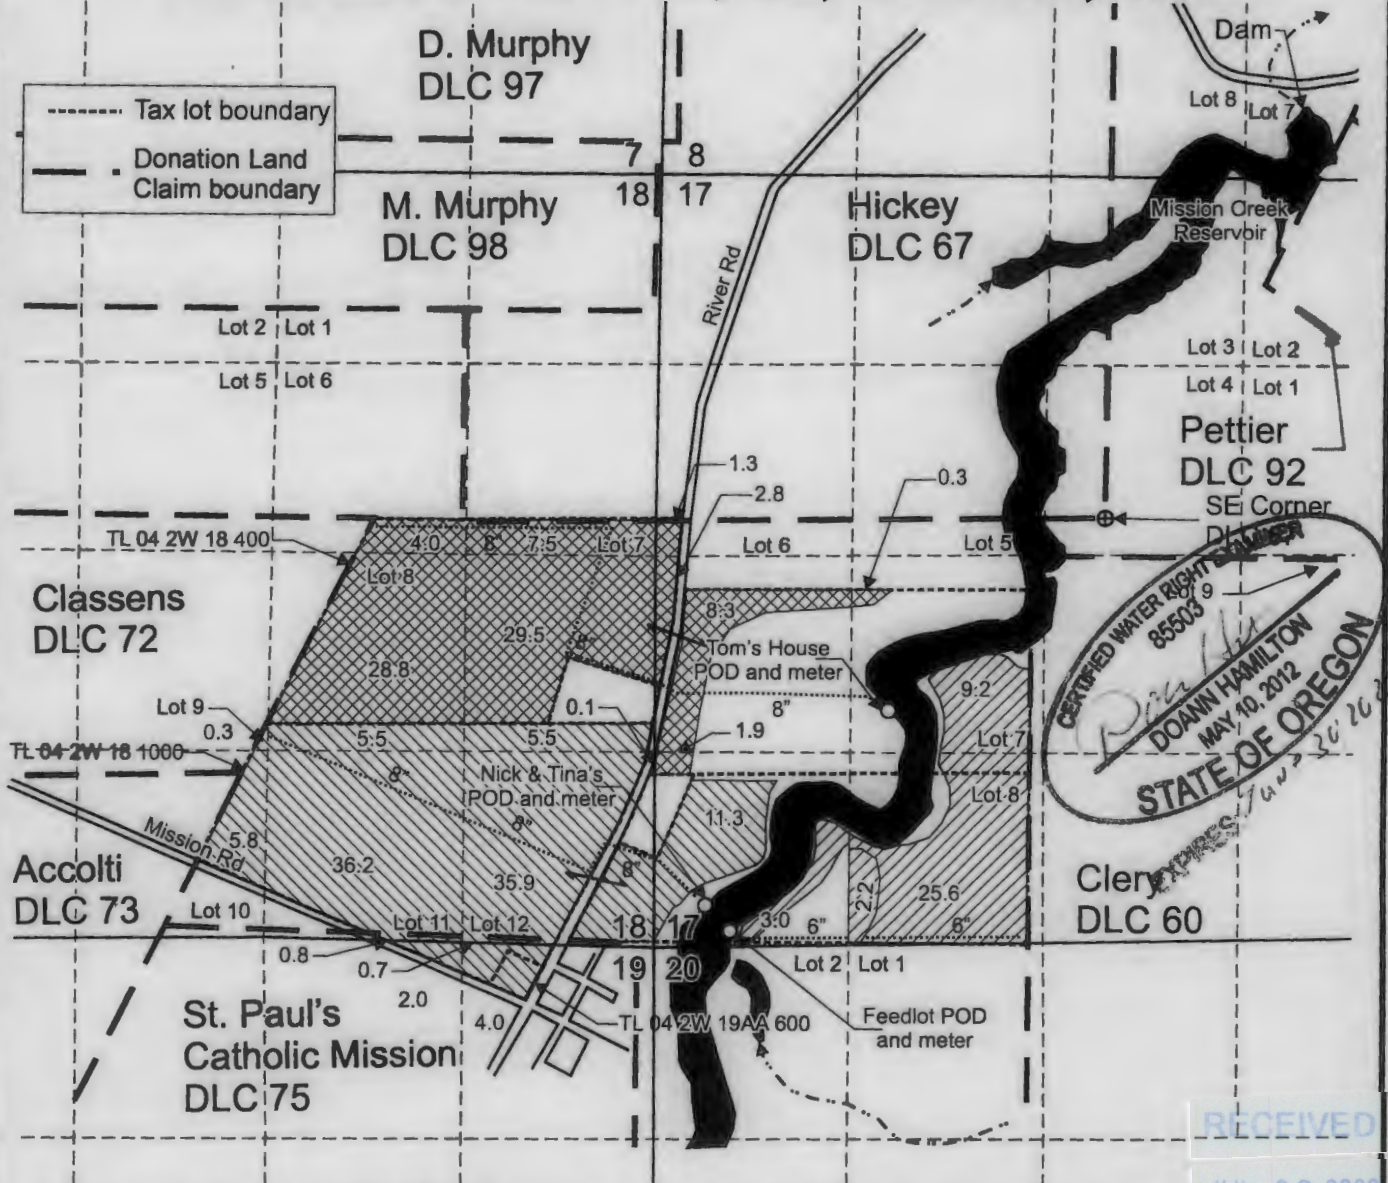 D. Murphy
DLC 97
Tax lot boundary
Donation Land
Claim boundary
Dam
Lot 8
Lot 7
7
8
18
17
M. Murphy
DLC 98
Hickey
DLC 67
Mission Creek
Reservoir
River Rd
Lot 2
Lot 1
Lot 5
Lot 6
Lot 3
Lot 2
Lot 4
Lot 1
Pettier
DLC 92
SE Corner
1.3
2.8
0.3
TL 04 2W 18 400
4.0
8"
7.5
Lot 7
Lot 6
Lot 5
Lot 8
Lot 9
Classens
DLC 72
8.3
29.5
8"
28.8
Tom's House
POD and meter
9.2
8"
Lot 9
0.3
0.1
1.9
5.5
5.5
Lot 7
TL 04 2W 18 1000
8"
Nick & Tina's
POD and meter
8"
Lot 8
11.3
Mission Rd
5.8
36.2
35.9
8"
2.2
25.6
Accolti
DLC 73
Clery
DLC 60
Lot 10
Lot 11
Lot 12
18
17
3.0
6"
6"
0.8
0.7
19
20
Lot 2
Lot 1
2.0
4.0
TL 04 2W 19AA 600
Feedlot POD
and meter
St. Paul's
Catholic Mission
DLC 75
CERTIFIED WATER RIGHT EXAMINER
85503
DOANN HAMILTON
MAY 10, 2012
STATE OF OREGON
EXPIRES
RECEIVED